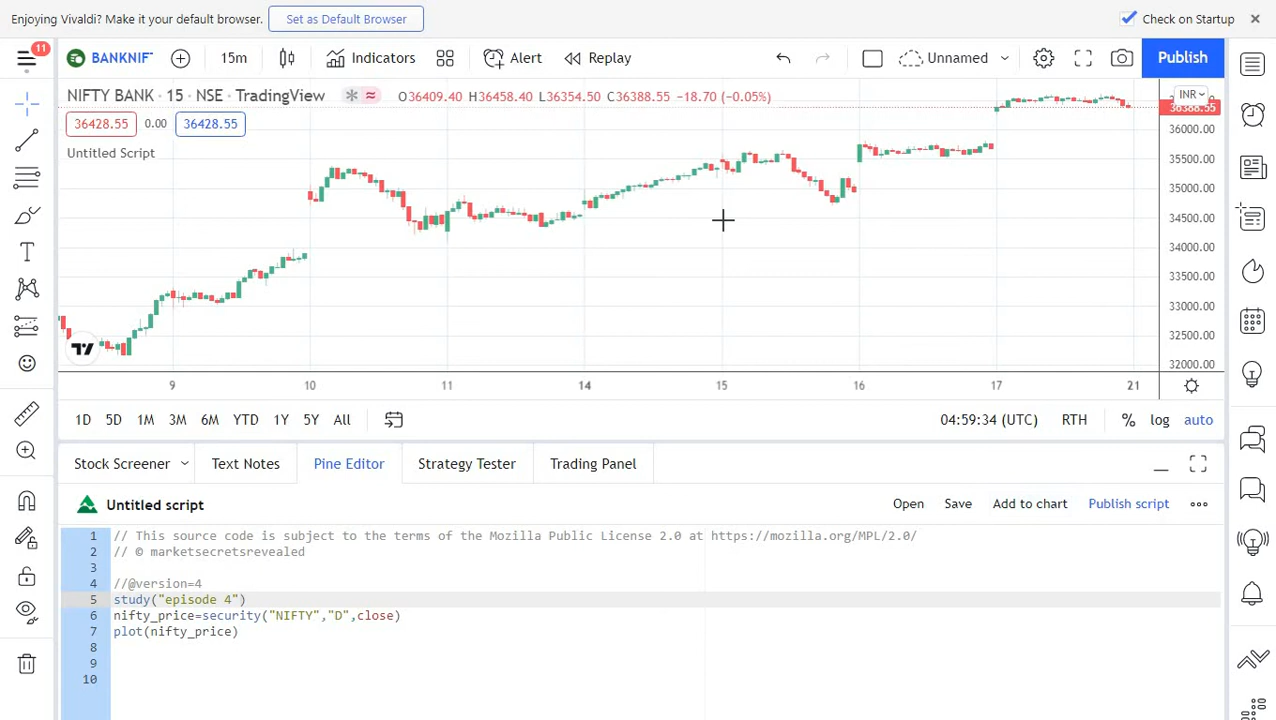 Enjoying Vivaldi? Make it your default browser. Set as Default Browser Check on Startup
11 BANKNIF 15m Indicators Alert Replay Unnamed Publish
NIFTY BANK · 15 · NSE · TradingView O36409.40 H36458.40 L36354.50 C36388.55 −18.70 (−0.05%) INR
36388.55
36428.55 0.00 36428.55
36000.00
Untitled Script
35500.00
35000.00
34500.00
34000.00
33500.00
33000.00
32500.00
32000.00
9 10 11 14 15 16 17 21
1D 5D 1M 3M 6M YTD 1Y 5Y All 04:59:34 (UTC) RTH % log auto
Stock Screener Text Notes Pine Editor Strategy Tester Trading Panel
Untitled script Open Save Add to chart Publish script
1 // This source code is subject to the terms of the Mozilla Public License 2.0 at https://mozilla.org/MPL/2.0/
2 // © marketsecretsrevealed
3
4 //@version=4
5 study("episode 4")
6 nifty_price=security("NIFTY","D",close)
7 plot(nifty_price)
8
9
10